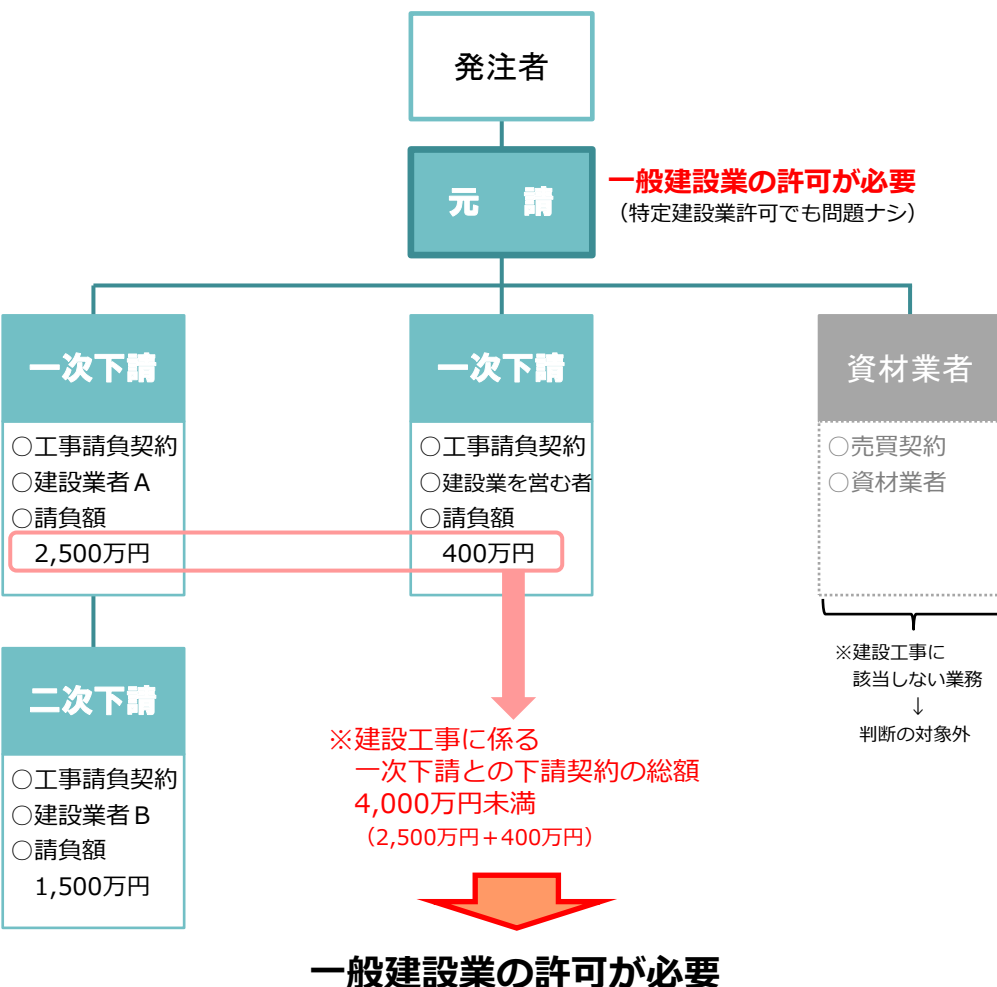 発注者
元 請
一般建設業の許可が必要
（特定建設業許可でも問題ナシ）
一次下請
○工事請負契約
○建設業者Ａ
○請負額
2,500万円
一次下請
○工事請負契約
○建設業を営む者
○請負額
400万円
資材業者
○売買契約
○資材業者
※建設工事に
該当しない業務
↓
判断の対象外
二次下請
○工事請負契約
○建設業者Ｂ
○請負額
1,500万円
※建設工事に係る
一次下請との下請契約の総額
4,000万円未満
（2,500万円＋400万円）
一般建設業の許可が必要